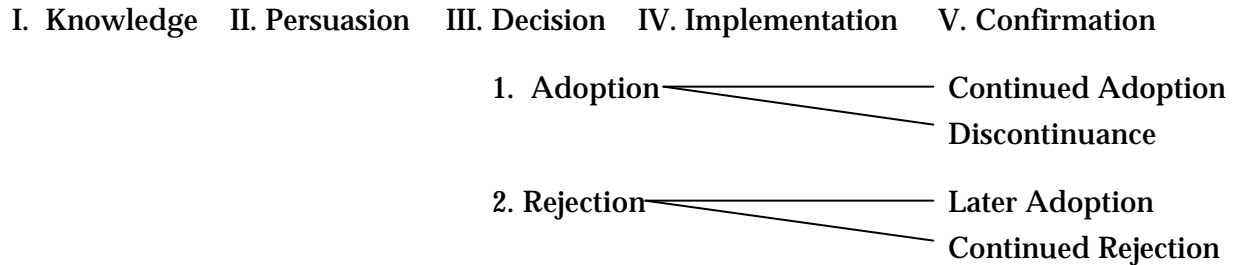 I. Knowledge II. Persuasion III. Decision IV. Implementation V. Confirmation
1. Adoption Continued Adoption
Discontinuance
2. Rejection Later Adoption
Continued Rejection